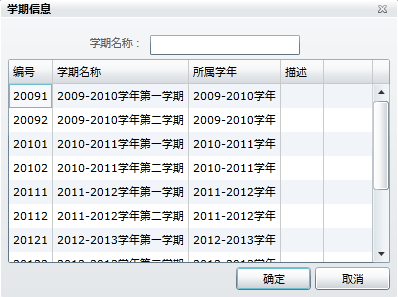 学期信息
学期名称：
编号 学期名称 所属学年 描述
20091 2009-2010学年第一学期 2009-2010学年
20092 2009-2010学年第二学期 2009-2010学年
20101 2010-2011学年第一学期 2010-2011学年
20102 2010-2011学年第二学期 2010-2011学年
20111 2011-2012学年第一学期 2011-2012学年
20112 2011-2012学年第二学期 2011-2012学年
20121 2012-2013学年第一学期 2012-2013学年
确定 取消